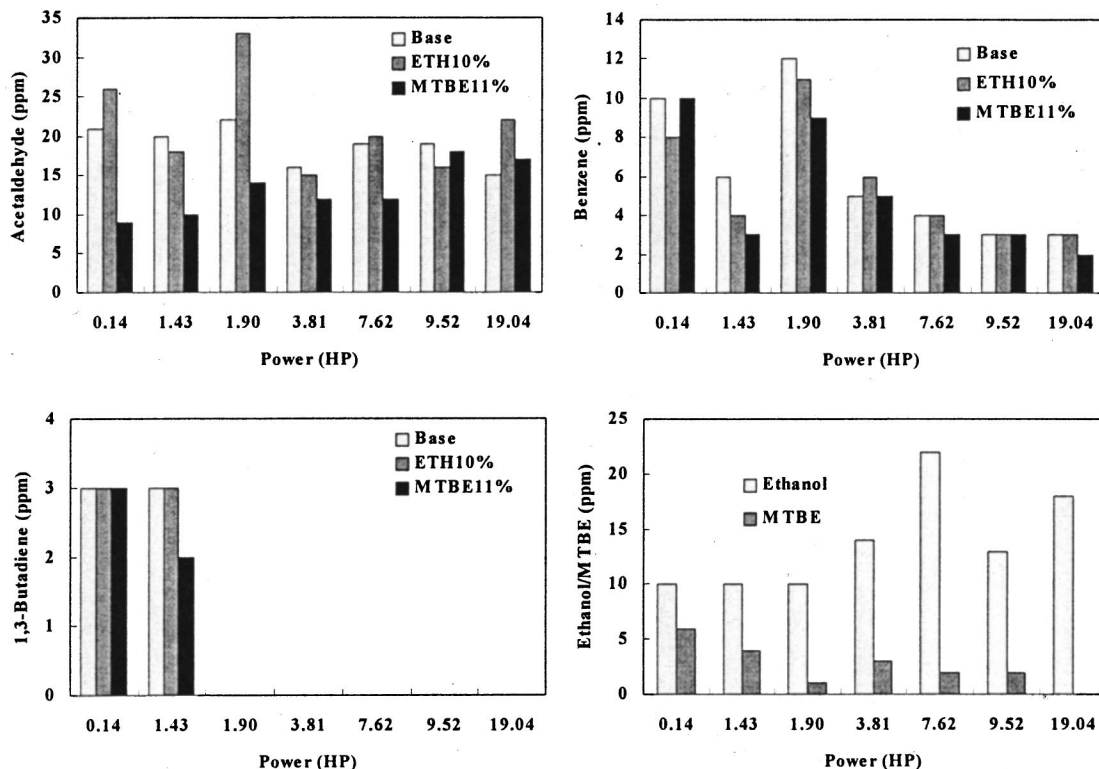 35
30
25
20
15
10
5
0
Acetaldehyde (ppm)
Base
ETH10%
MTBE11%
0.14 1.43 1.90 3.81 7.62 9.52 19.04
Power (HP)
14
12
10
8
6
4
2
0
Benzene (ppm)
Base
ETH10%
MTBE11%
0.14 1.43 1.90 3.81 7.62 9.52 19.04
Power (HP)
4
3
2
1
0
1,3-Butadiene (ppm)
Base
ETH10%
MTBE11%
0.14 1.43 1.90 3.81 7.62 9.52 19.04
Power (HP)
25
20
15
10
5
0
Ethanol/MTBE (ppm)
Ethanol
MTBE
0.14 1.43 1.90 3.81 7.62 9.52 19.04
Power (HP)